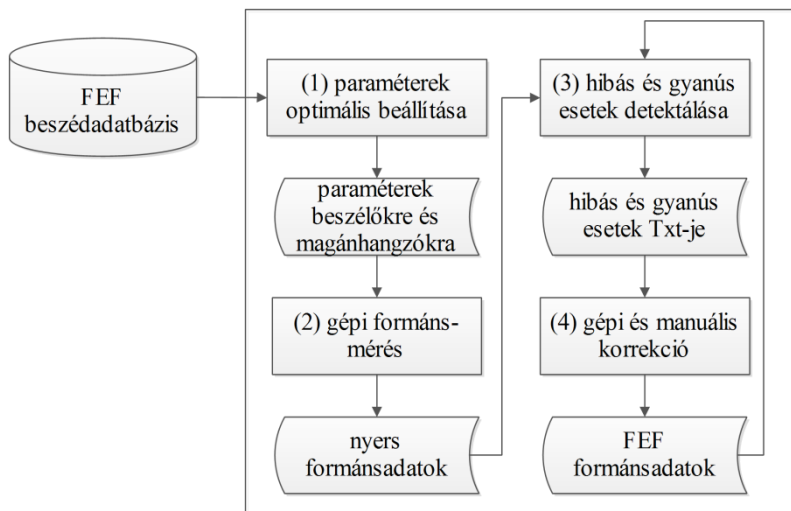 FEF
beszédadatbázis
(1) paraméterek
optimális beállítása
paraméterek
beszélőkre és
magánhangzókra
(2) gépi formáns-
mérés
nyers
formánsadatok
(3) hibás és gyanús
esetek detektálása
hibás és gyanús
esetek Txt-je
(4) gépi és manuális
korrekció
FEF
formánsadatok